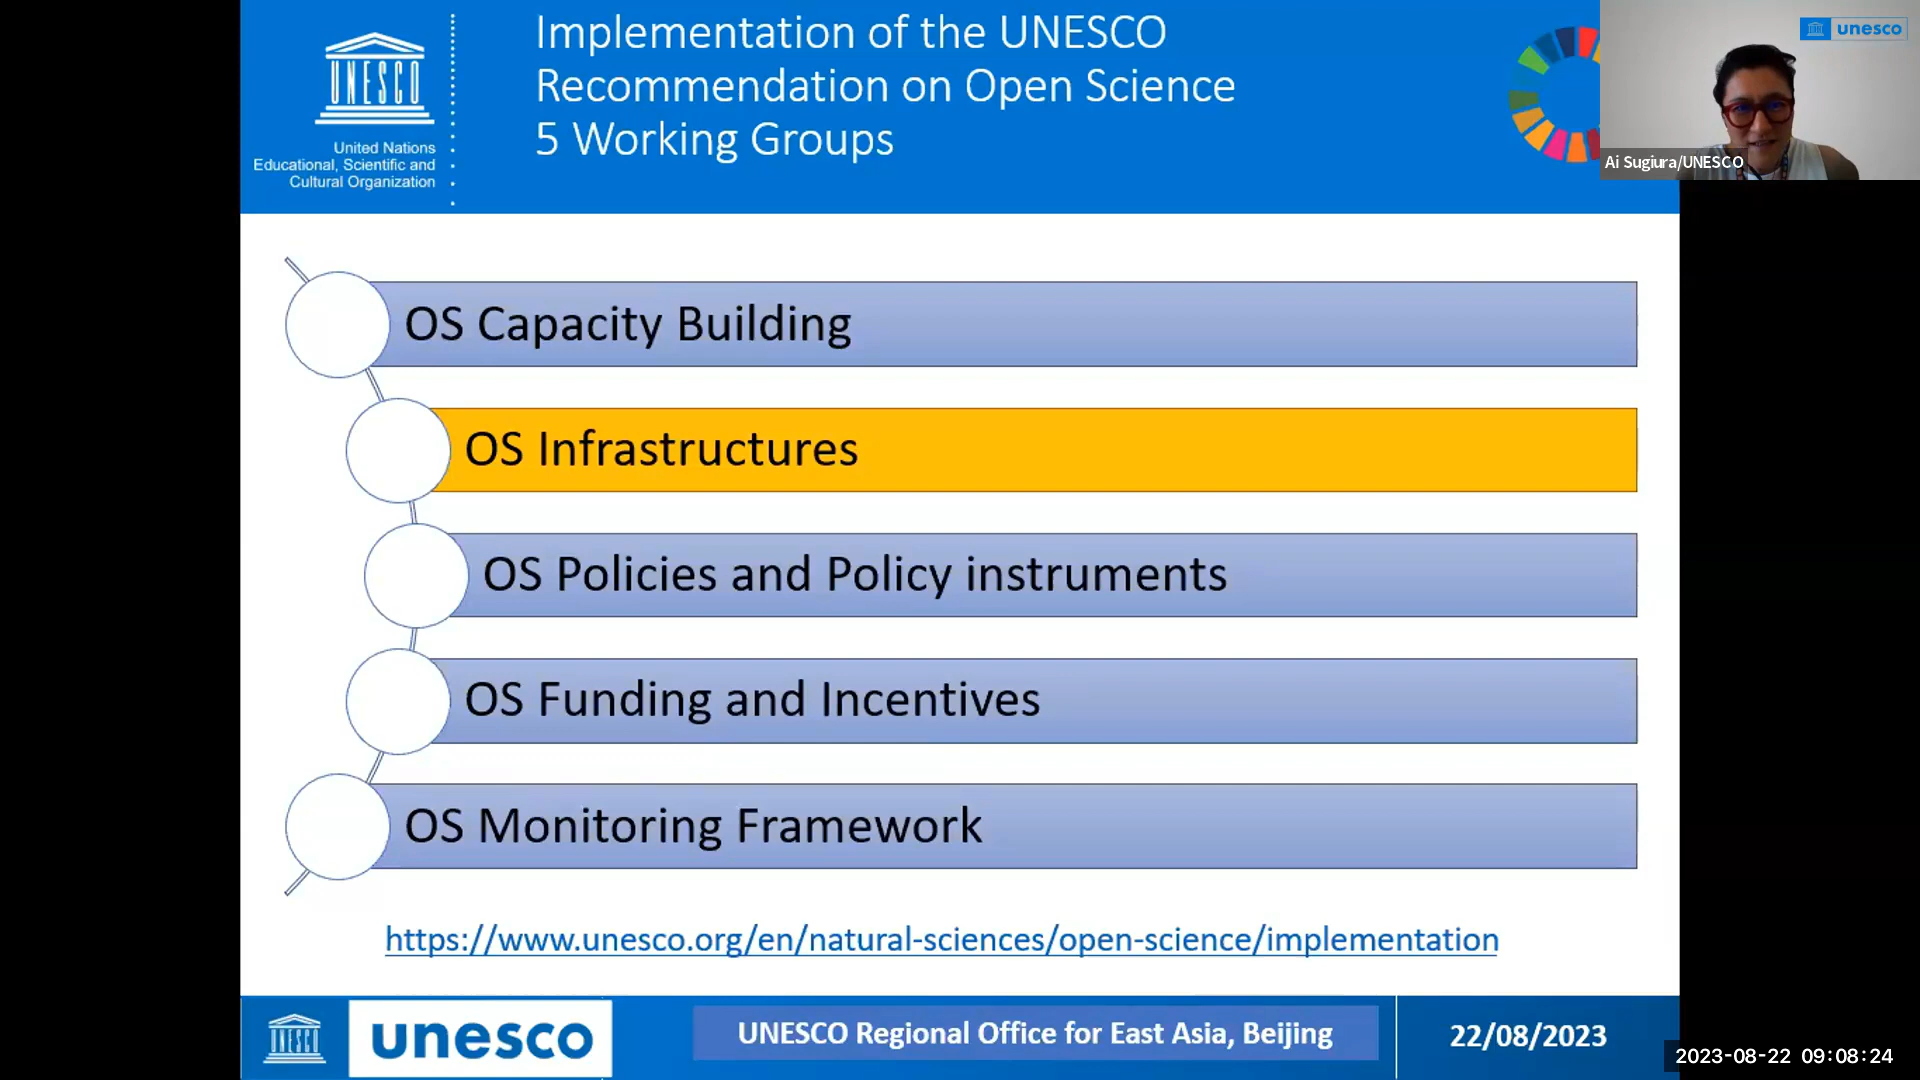 UNESCO
United Nations
Educational, Scientific and
Cultural Organization
Implementation of the UNESCO
Recommendation on Open Science
5 Working Groups
unesco
Ai Sugiura/UNESCO
OS Capacity Building
OS Infrastructures
OS Policies and Policy instruments
OS Funding and Incentives
OS Monitoring Framework
https://www.unesco.org/en/natural-sciences/open-science/implementation
unesco
UNESCO Regional Office for East Asia, Beijing
22/08/2023
2023-08-22 09:08:24